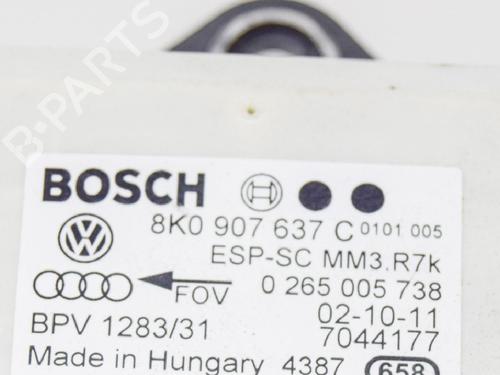 B-PARTS
BOSCH
8K0 907 637 C 0101 005
ESP-SC MM3.R7k
FOV 0 265 005 738
BPV 1283/31 02-10-11
7044177
Made in Hungary 4387 658